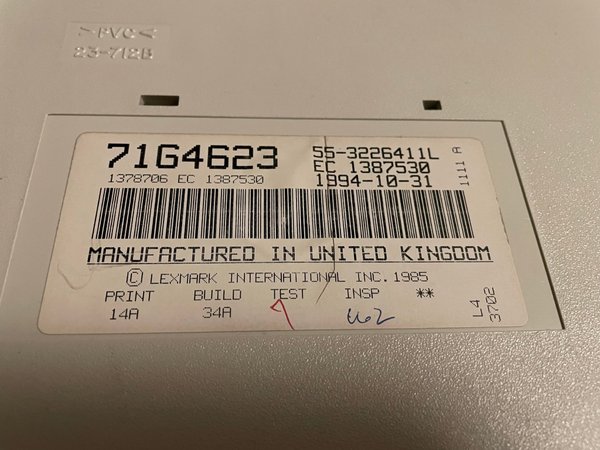 >PVC<
23-712B
71G4623
55-3226411L
EC 1387530
1378706 EC 1387530
1994-10-31
1111 A
MANUFACTURED IN UNITED KINGDOM
© LEXMARK INTERNATIONAL INC. 1985
PRINT BUILD TEST INSP **
14A 34A
L4
3702